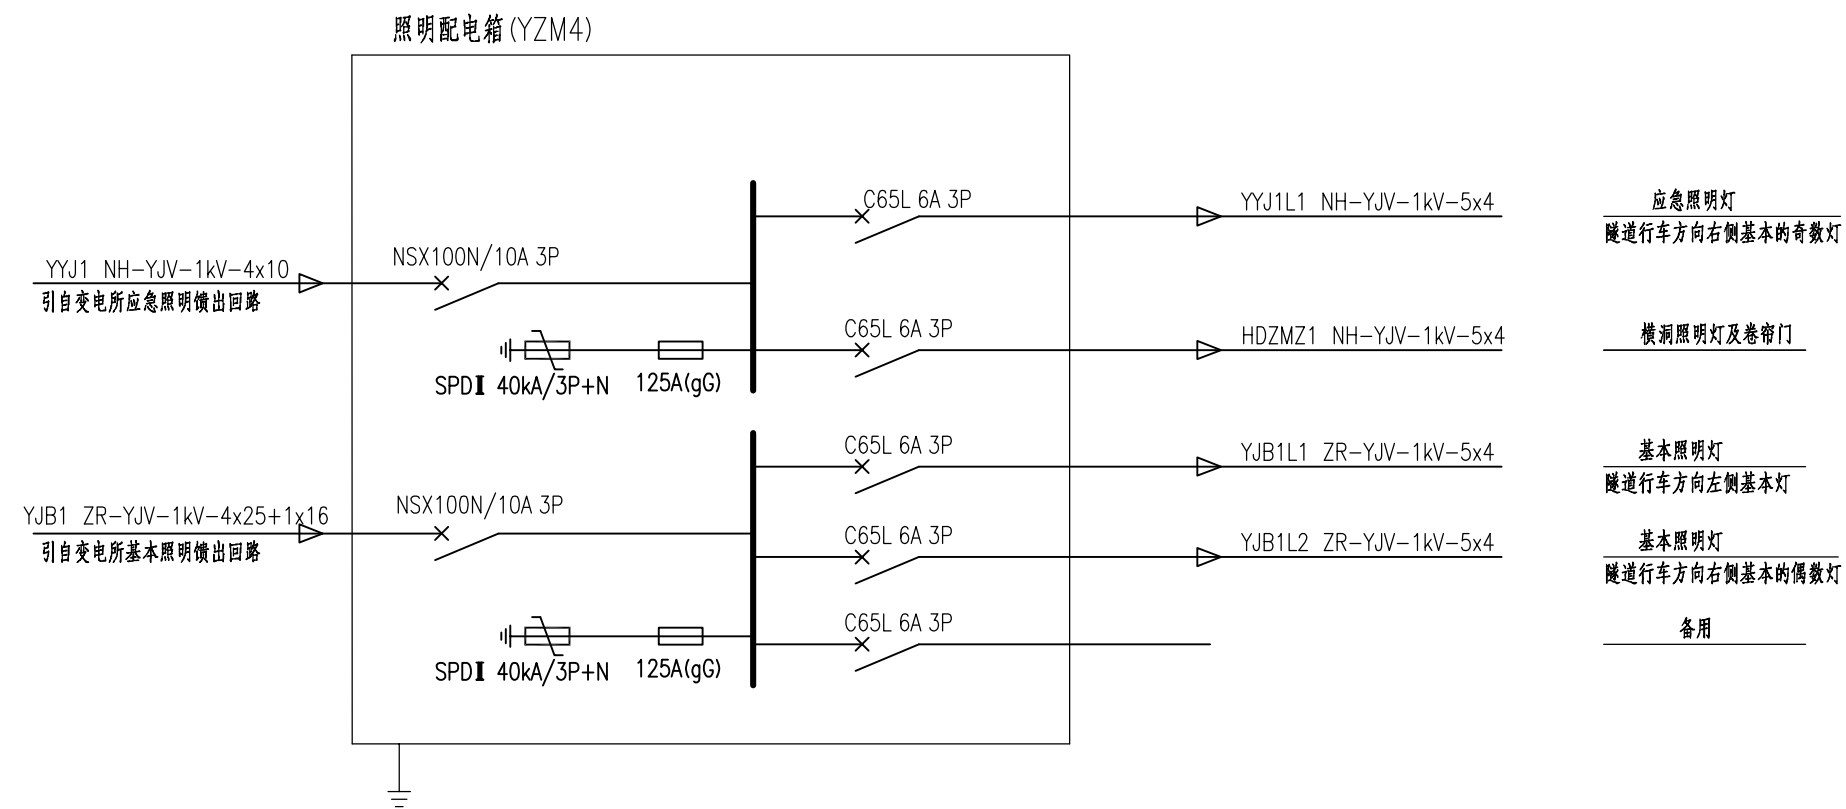 照明配电箱(YZM4)
C65L 6A 3P
YYJ1L1 NH-YJV-1kV-5x4
应急照明灯
隧道行车方向右侧基本的奇数灯
NSX100N/10A 3P
YYJ1 NH-YJV-1kV-4x10
引自变电所应急照明馈出回路
C65L 6A 3P
HDZMZ1 NH-YJV-1kV-5x4
横洞照明灯及卷帘门
SPDⅠ 40kA/3P+N
125A(gG)
C65L 6A 3P
YJB1L1 ZR-YJV-1kV-5x4
基本照明灯
隧道行车方向左侧基本灯
NSX100N/10A 3P
YJB1 ZR-YJV-1kV-4x25+1x16
引自变电所基本照明馈出回路
C65L 6A 3P
YJB1L2 ZR-YJV-1kV-5x4
基本照明灯
隧道行车方向右侧基本的偶数灯
C65L 6A 3P
备用
SPDⅠ 40kA/3P+N
125A(gG)